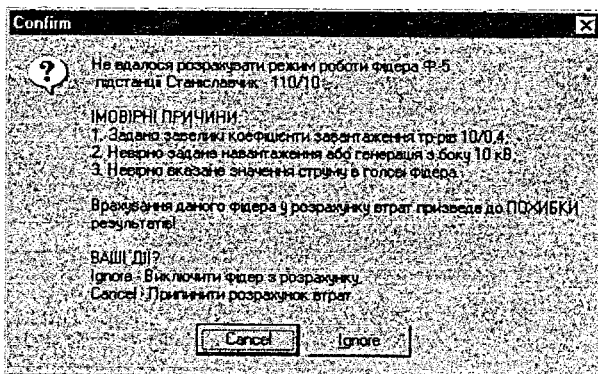 Confirm
Не вдалося розрахувати режим роботи фідера Ф-5
підстанції Станіславчик - 110/10
ІМОВІРНІ ПРИЧИНИ:
1. Задано завеликі коефіцієнти завантаження тр-рів 10/0,4.
2. Невірно задане навантаження або генерація з боку 10 кВ.
3. Невірно вказане значення струму в голові фідера.
Врахування даного фідера у розрахунку втрат призведе до ПОХИБКИ
результатів!
ВАШІ ДІЇ?
Ignore - Виключити фідер з розрахунку.
Cancel - Припинити розрахунок втрат.
Cancel
Ignore